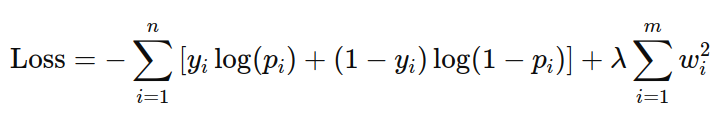 Loss = − ∑_{i=1}^{n} [y_i log(p_i) + (1 − y_i) log(1 − p_i)] + λ ∑_{i=1}^{m} w_i^2